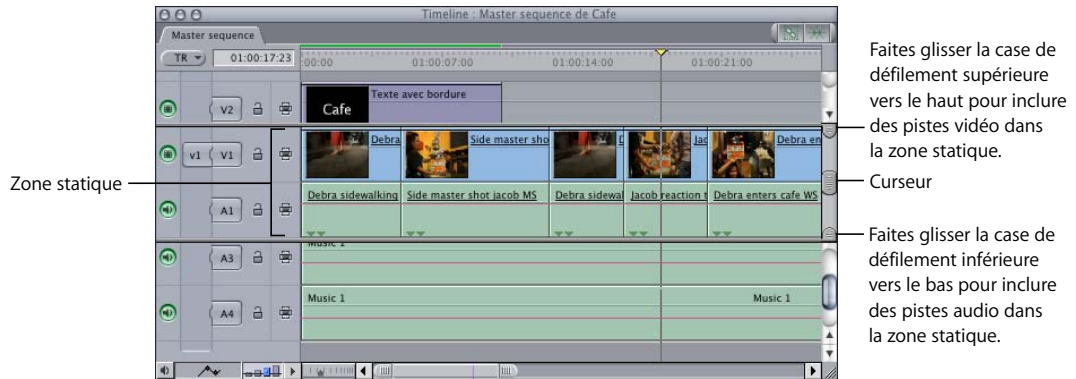 Timeline : Master sequence de Cafe
Master sequence
TR 01:00:17:23 :00:00 01:00:07:00 01:00:14:00 01:00:21:00
V2 Cafe Texte avec bordure
v1 V1 Debra Side master sho D Jac Debra en
A1 Debra sidewalking Side master shot jacob MS Debra sidewal Jacob reaction t Debra enters cafe WS
A3 Music 1
A4 Music 1 Music 1
Zone statique
Faites glisser la case de
défilement supérieure
vers le haut pour inclure
des pistes vidéo dans
la zone statique.
Curseur
Faites glisser la case de
défilement inférieure
vers le bas pour inclure
des pistes audio dans
la zone statique.